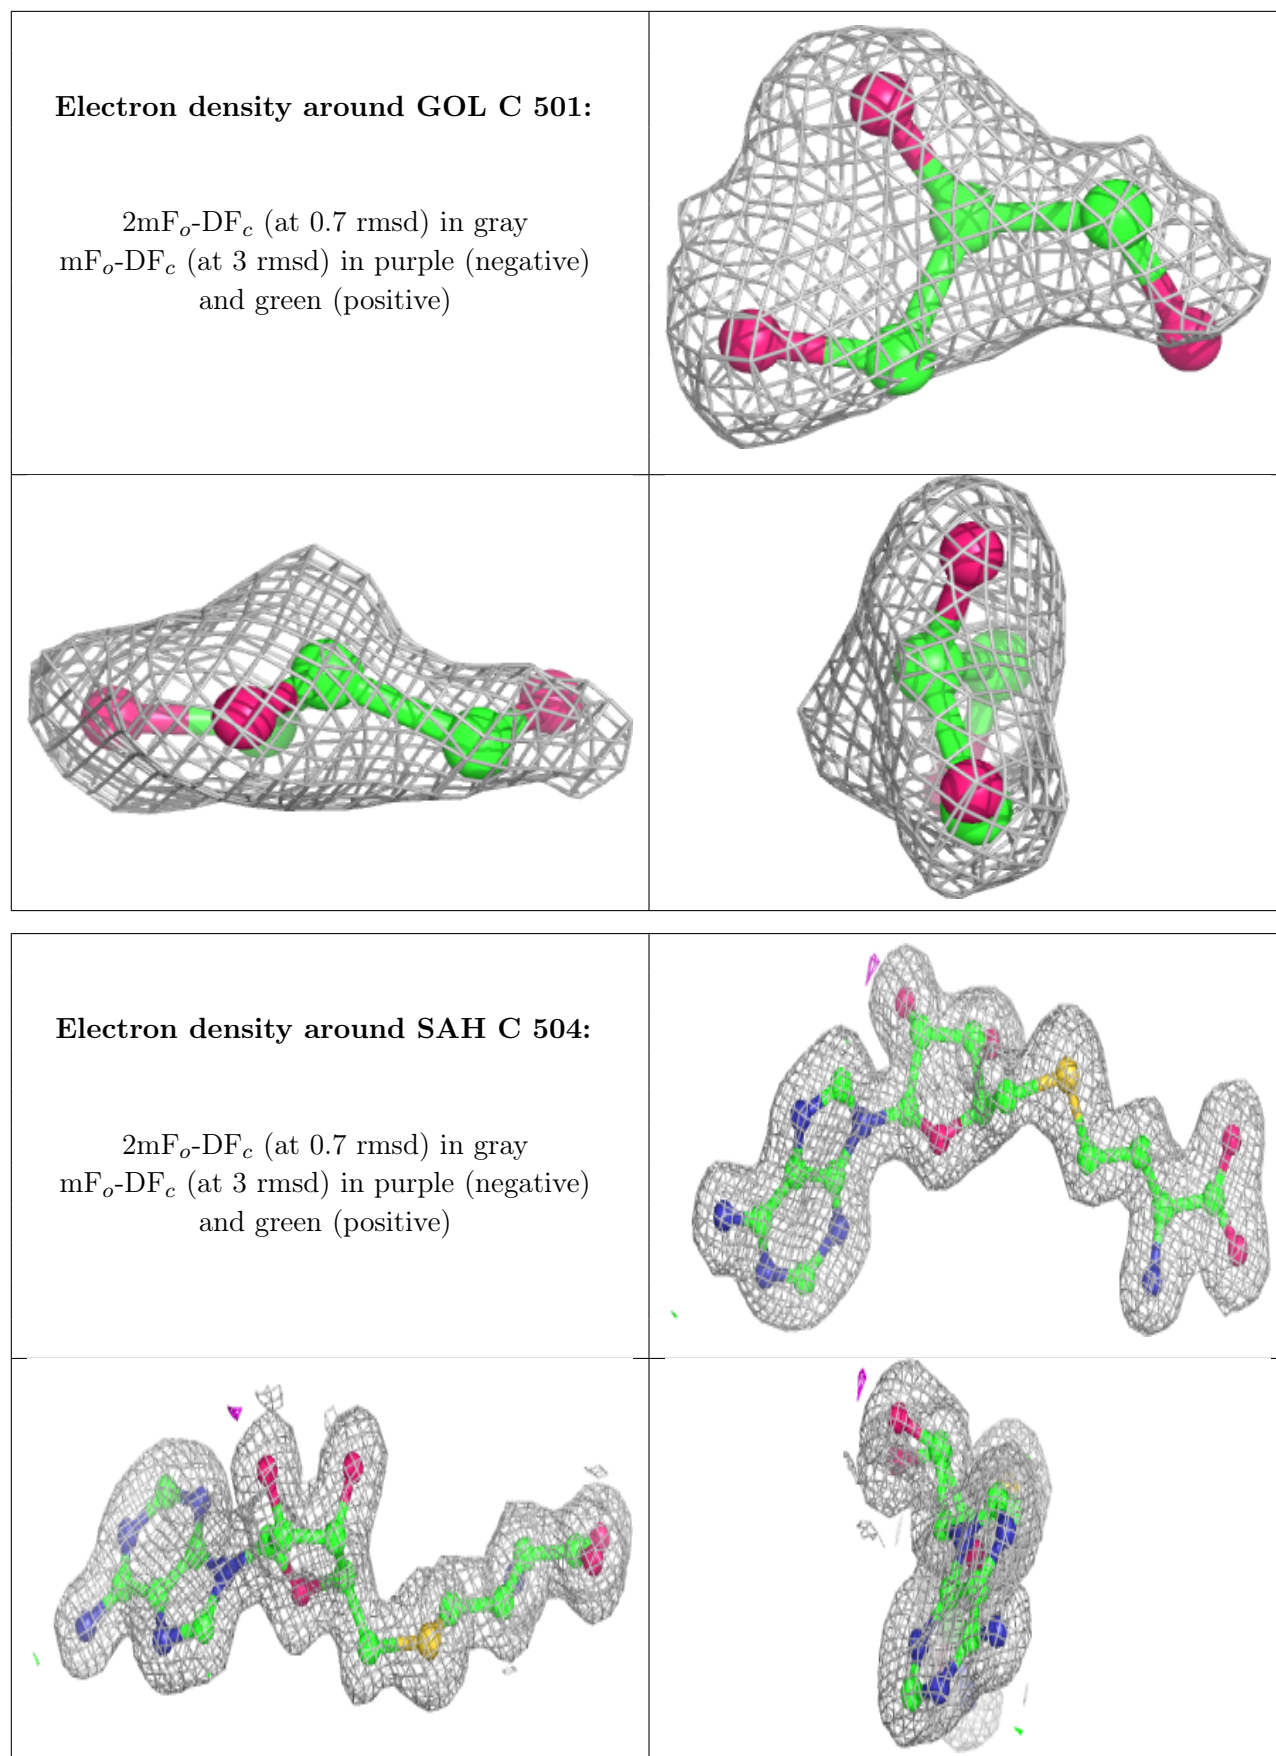 Electron density around GOL C 501:
2mFo-DFc (at 0.7 rmsd) in gray
mFo-DFc (at 3 rmsd) in purple (negative)
and green (positive)
Electron density around SAH C 504:
2mFo-DFc (at 0.7 rmsd) in gray
mFo-DFc (at 3 rmsd) in purple (negative)
and green (positive)